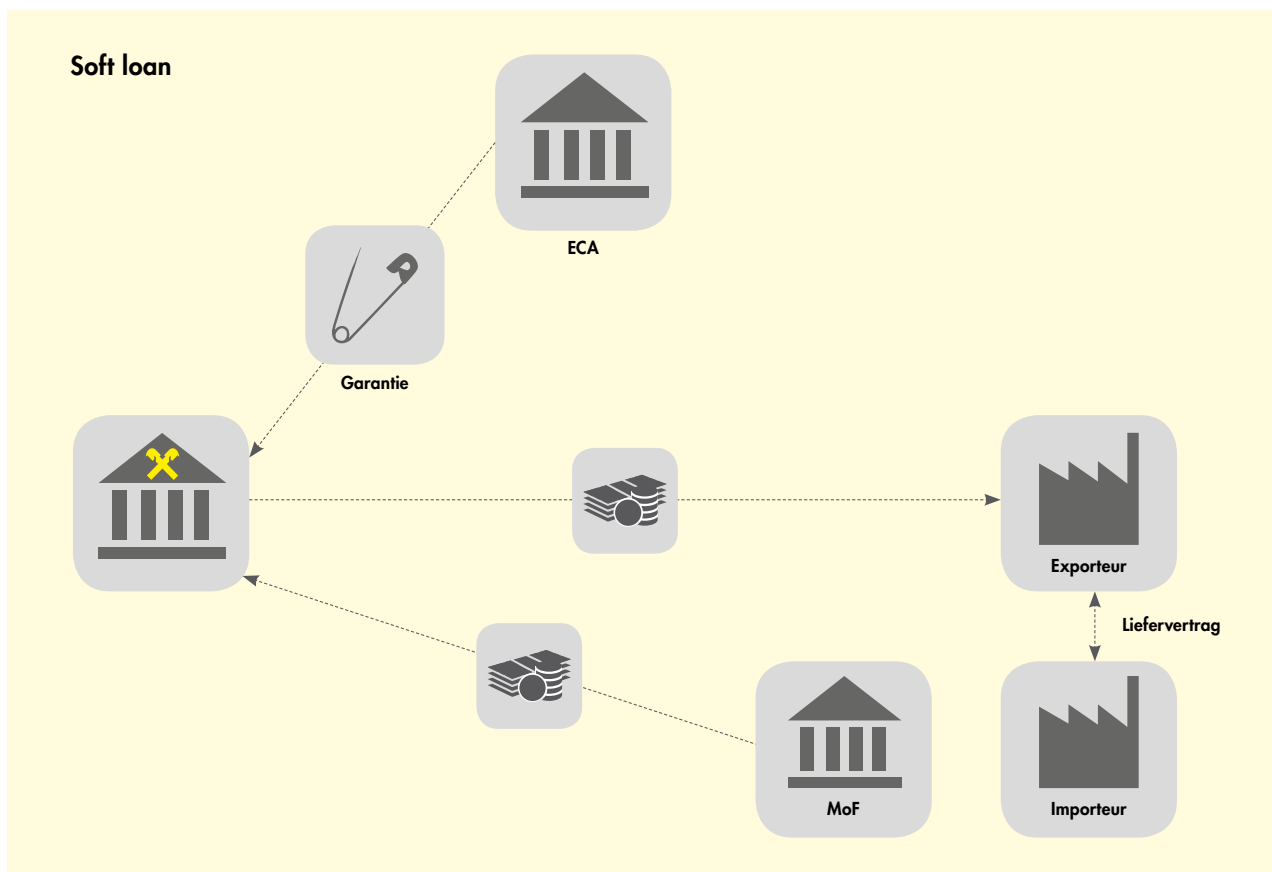 Soft loan
ECA
Garantie
Exporteur
Liefervertrag
MoF
Importeur